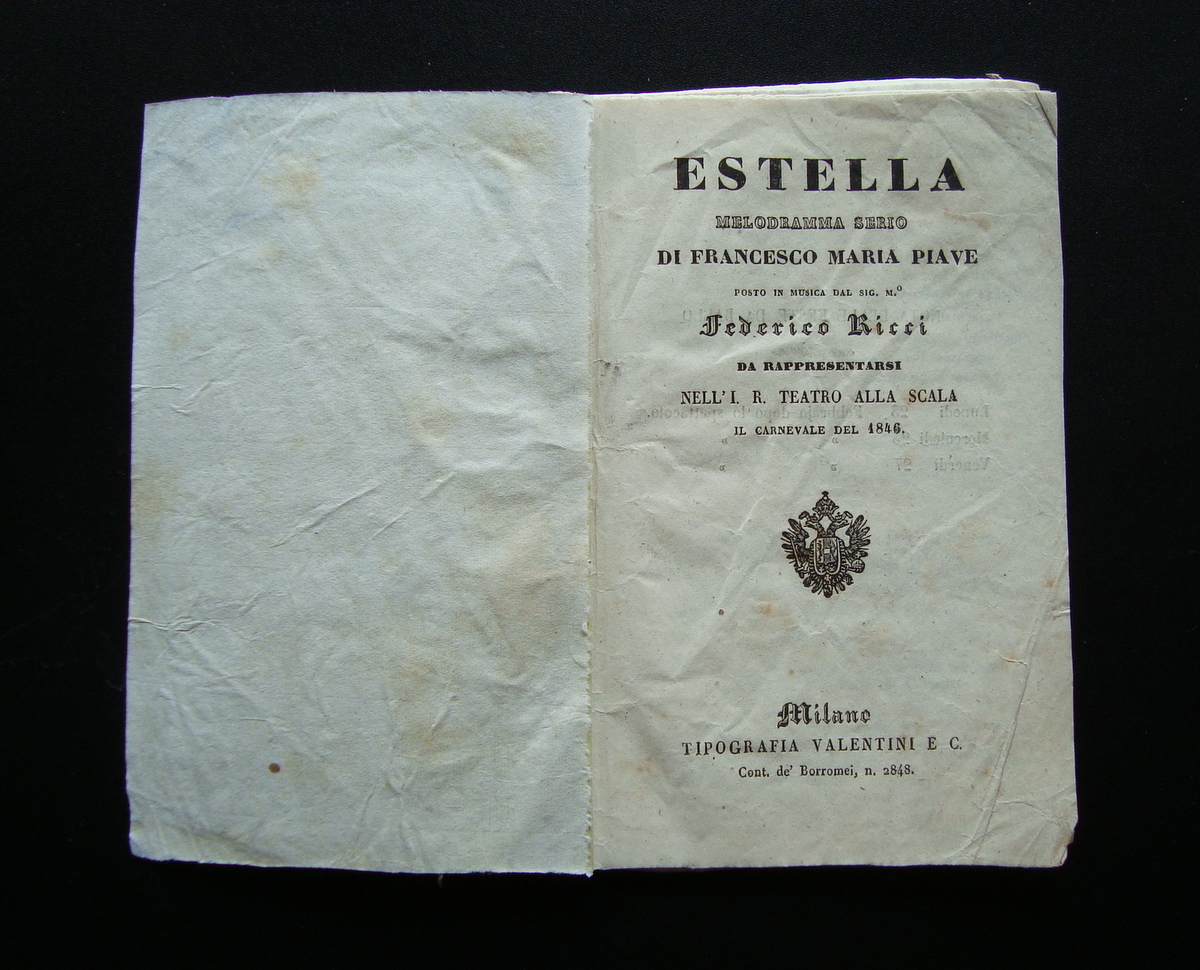 ESTELLA
MELODRAMMA SERIO
DI FRANCESCO MARIA PIAVE
POSTO IN MUSICA DAL SIG. M.º
Federico Ricci
DA RAPPRESENTARSI
NELL' I. R. TEATRO ALLA SCALA
IL CARNEVALE DEL 1846.
Milano
TIPOGRAFIA VALENTINI E C.
Cont. de' Borromei, n. 2848.